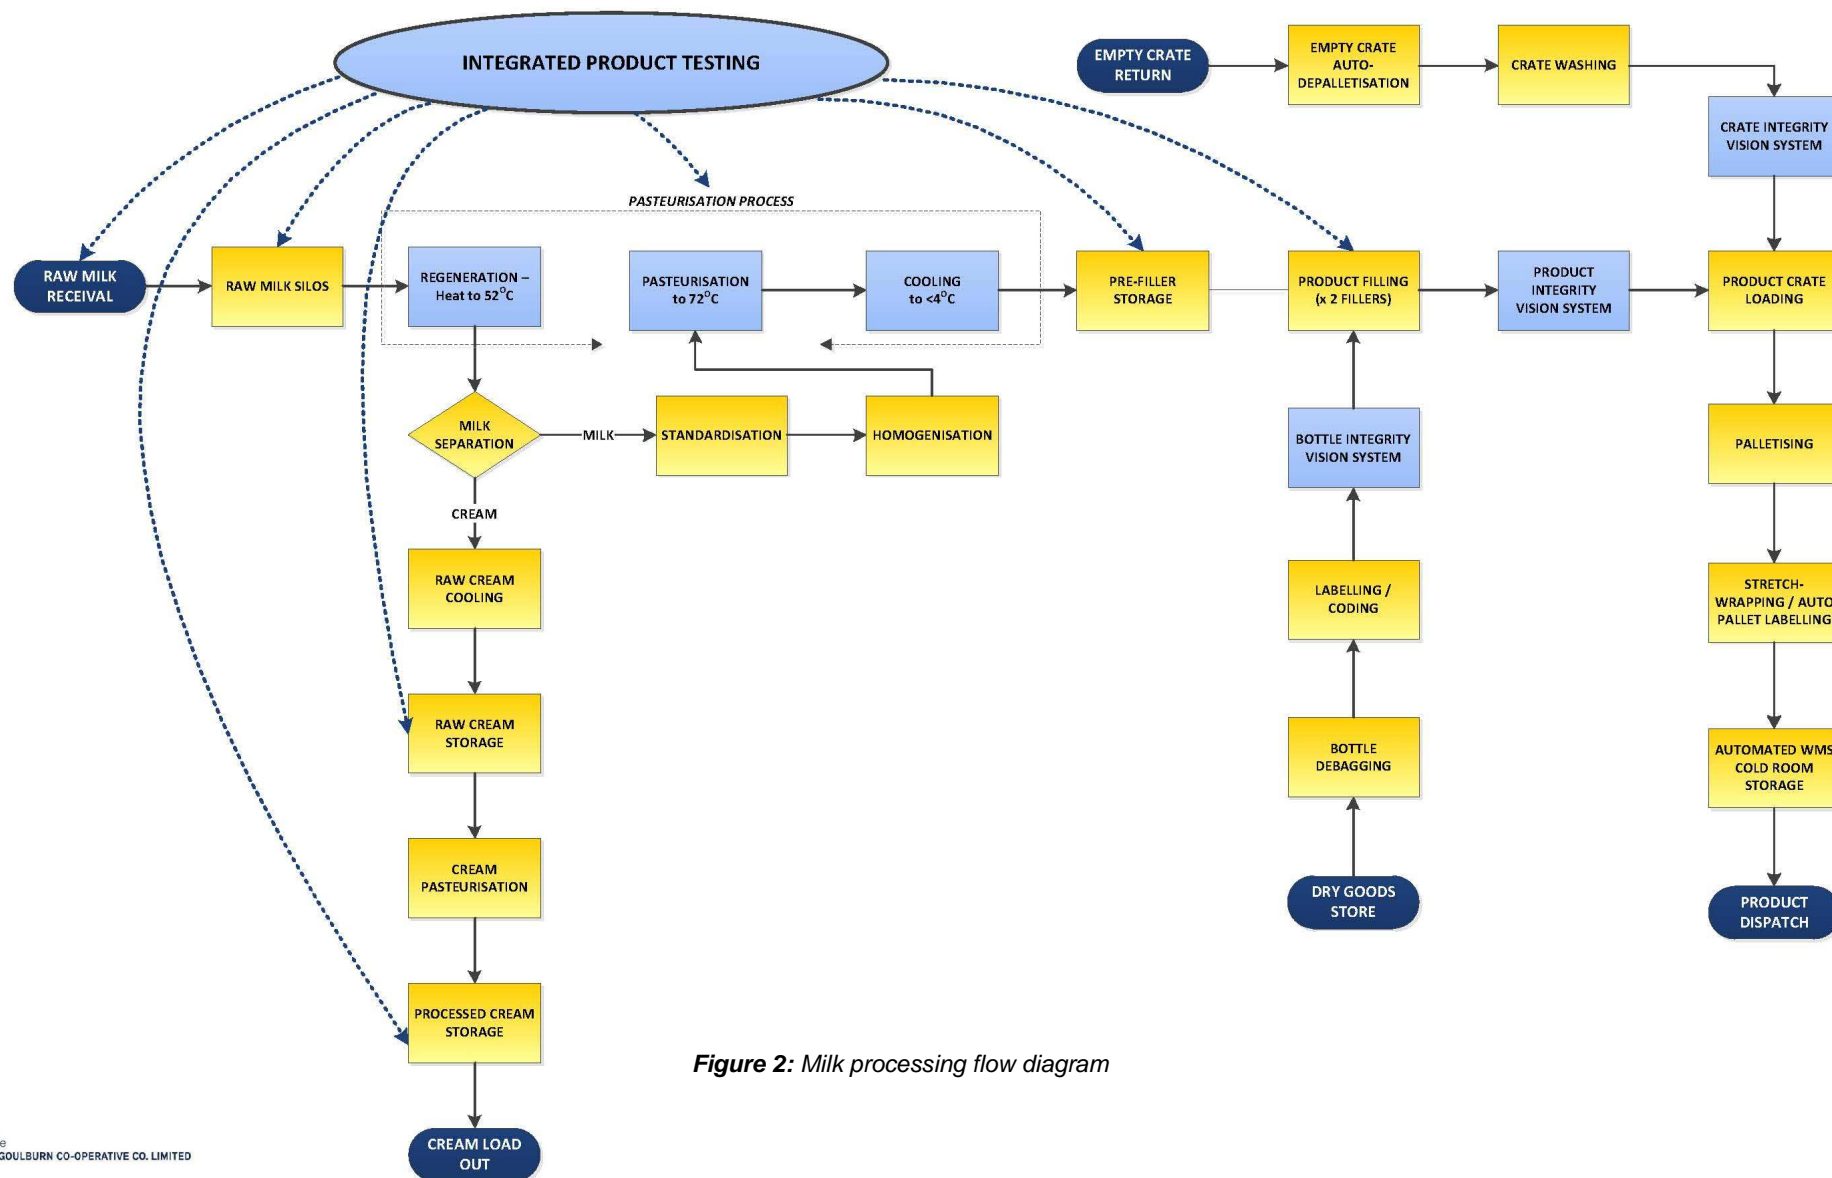 INTEGRATED PRODUCT TESTING
EMPTY CRATE
RETURN
EMPTY CRATE
AUTO-
DEPALLETISATION
CRATE WASHING
CRATE INTEGRITY
VISION SYSTEM
PASTEURISATION PROCESS
RAW MILK
RECEIVAL
RAW MILK SILOS
REGENERATION –
Heat to 52°C
PASTEURISATION
to 72°C
COOLING
to <4°C
PRE-FILLER
STORAGE
PRODUCT FILLING
(x 2 FILLERS)
PRODUCT
INTEGRITY
VISION SYSTEM
PRODUCT CRATE
LOADING
MILK
SEPARATION
MILK
STANDARDISATION
HOMOGENISATION
BOTTLE INTEGRITY
VISION SYSTEM
PALLETISING
CREAM
RAW CREAM
COOLING
LABELLING /
CODING
STRETCH-
WRAPPING / AUTO
PALLET LABELLING
RAW CREAM
STORAGE
BOTTLE
DEBAGGING
AUTOMATED WMS
COLD ROOM
STORAGE
CREAM
PASTEURISATION
DRY GOODS
STORE
PRODUCT
DISPATCH
PROCESSED CREAM
STORAGE
Figure 2: Milk processing flow diagram
CREAM LOAD
OUT
e
GOULBURN CO-OPERATIVE CO. LIMITED